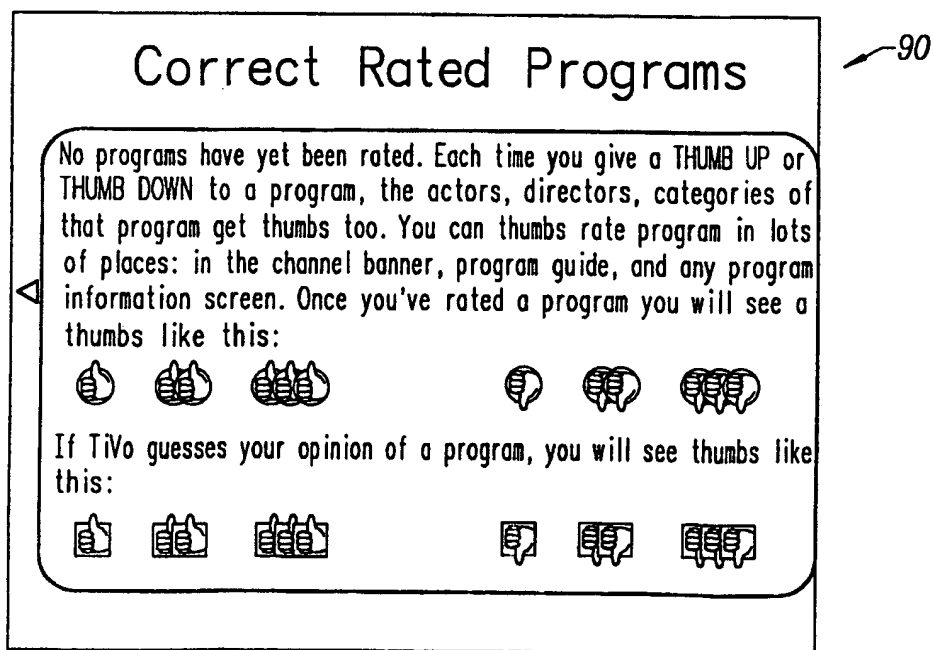 Correct Rated Programs
90
No programs have yet been rated. Each time you give a THUMB UP or
THUMB DOWN to a program, the actors, directors, categories of
that program get thumbs too. You can thumbs rate program in lots
of places: in the channel banner, program guide, and any program
information screen. Once you've rated a program you will see a
thumbs like this:
If TiVo guesses your opinion of a program, you will see thumbs like
this: